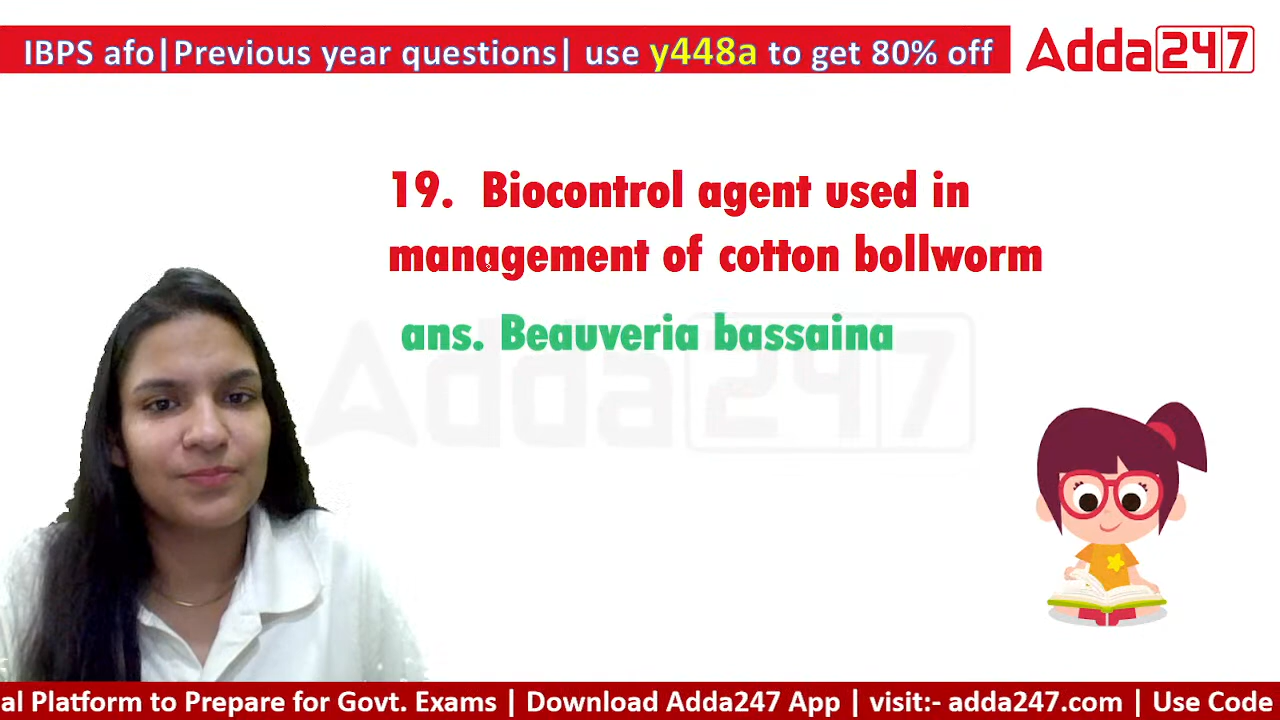 IBPS afo|Previous year questions| use y448a to get 80% off
Adda247
19. Biocontrol agent used in
management of cotton bollworm
ans. Beauveria bassaina
Adda247
al Platform to Prepare for Govt. Exams | Download Adda247 App | visit:- adda247.com | Use Code